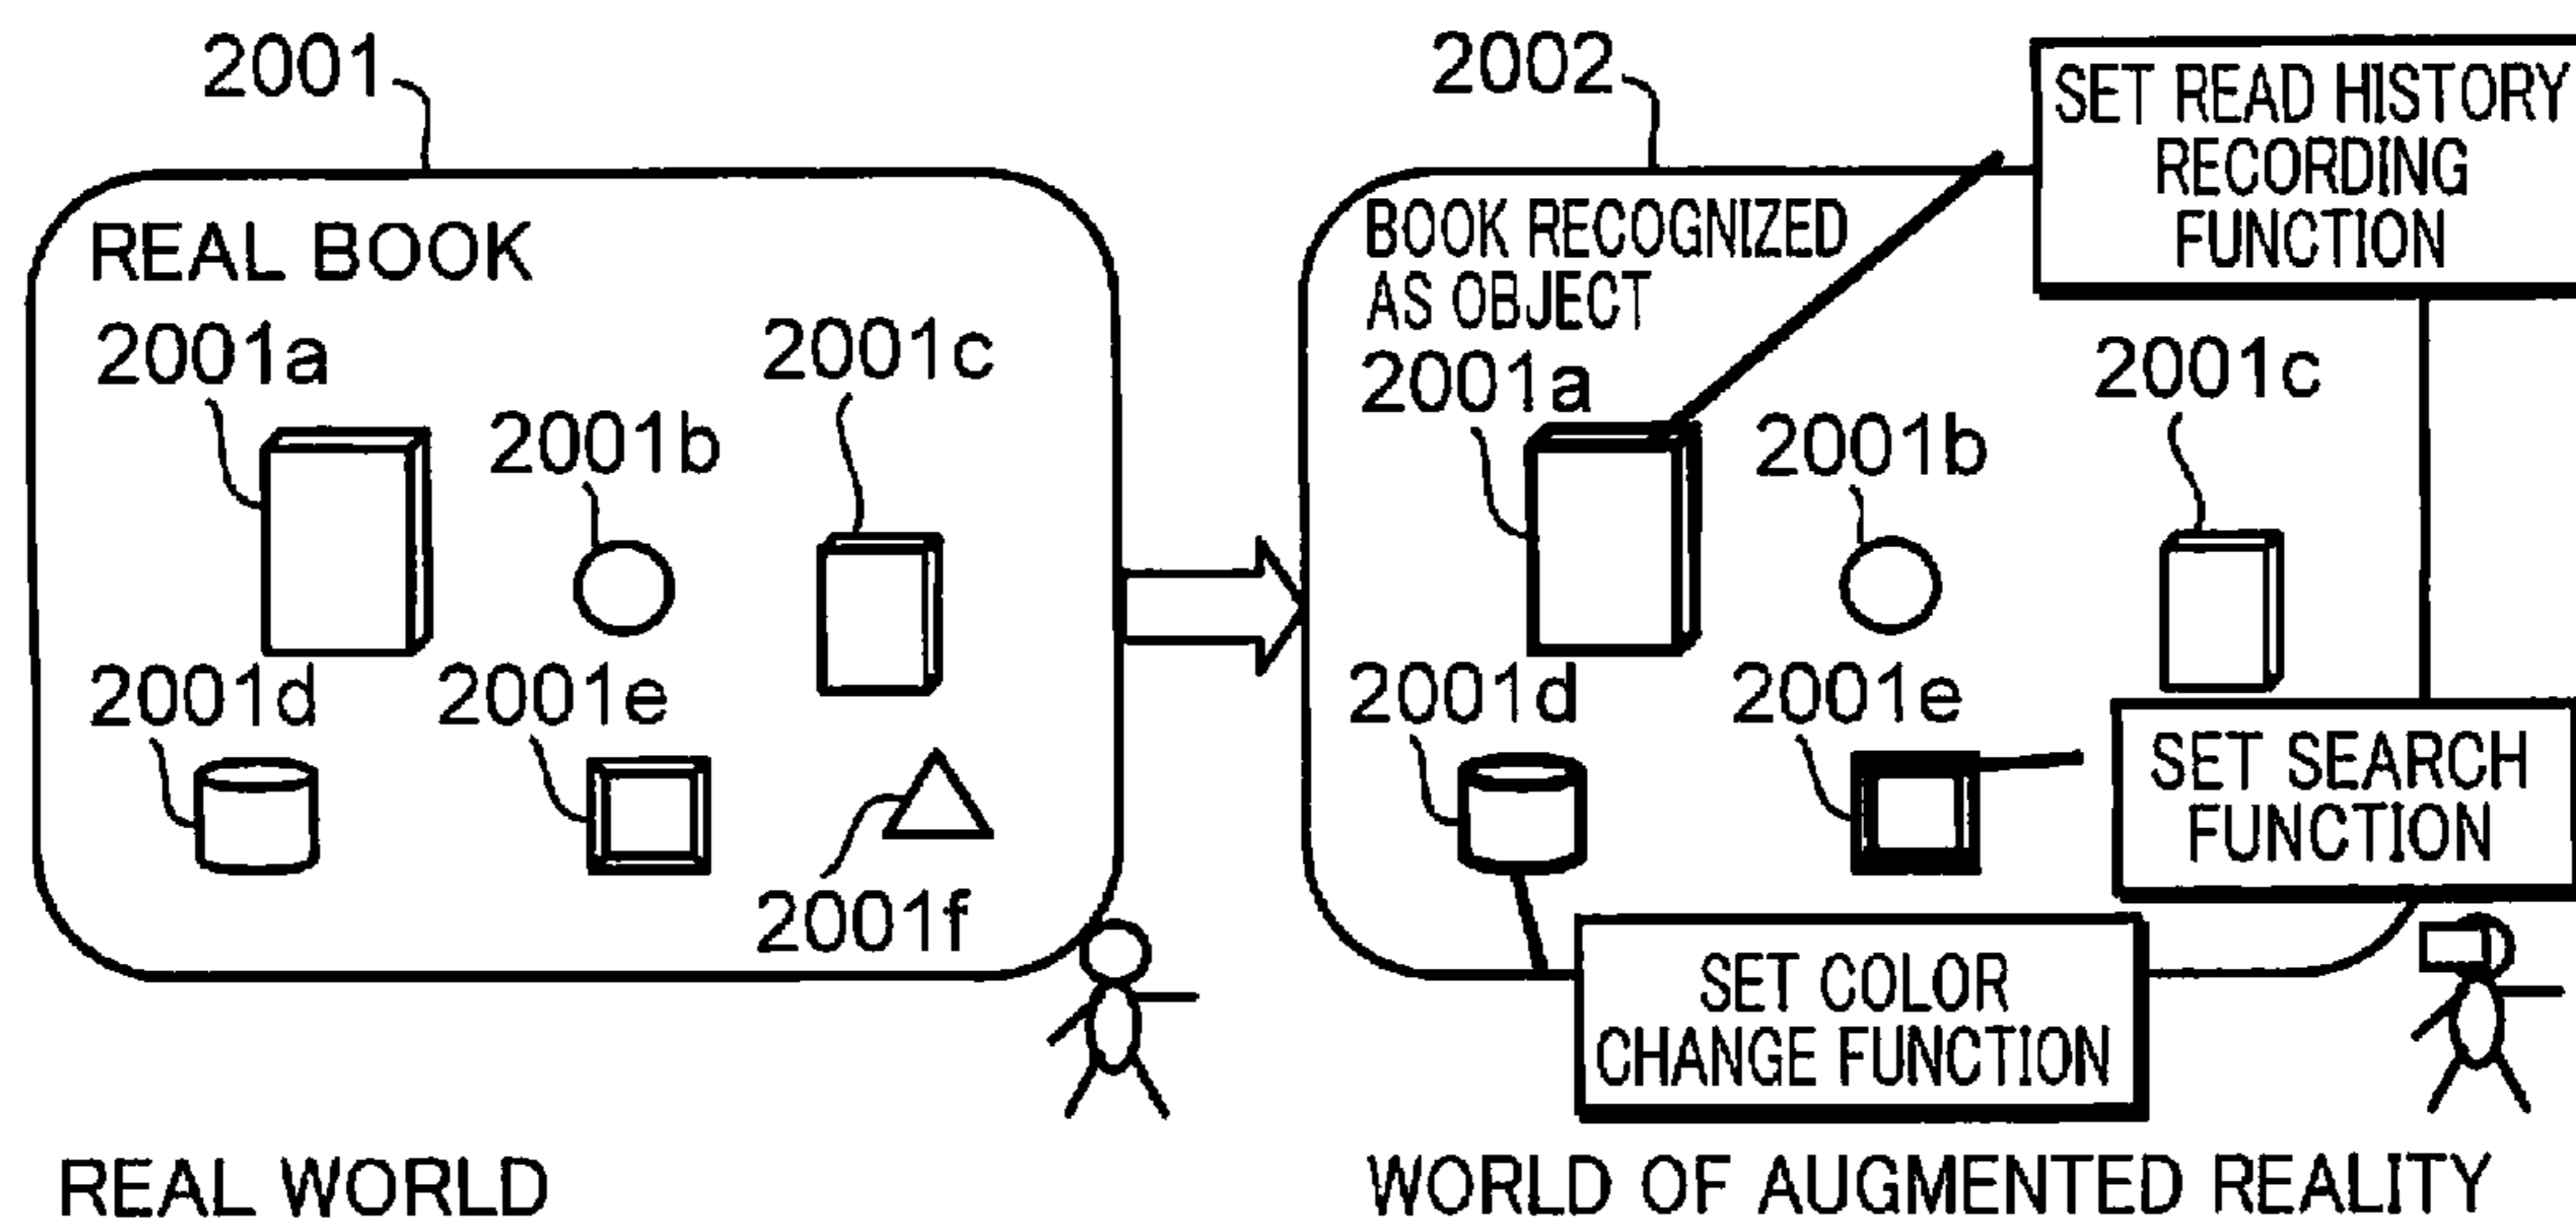 2001
REAL BOOK
2001a
2001b
2001c
2001d
2001e
2001f
REAL WORLD
2002
SET READ HISTORY
RECORDING
FUNCTION
BOOK RECOGNIZED
AS OBJECT
2001a
2001b
2001c
2001d
2001e
SET SEARCH
FUNCTION
SET COLOR
CHANGE FUNCTION
WORLD OF AUGMENTED REALITY